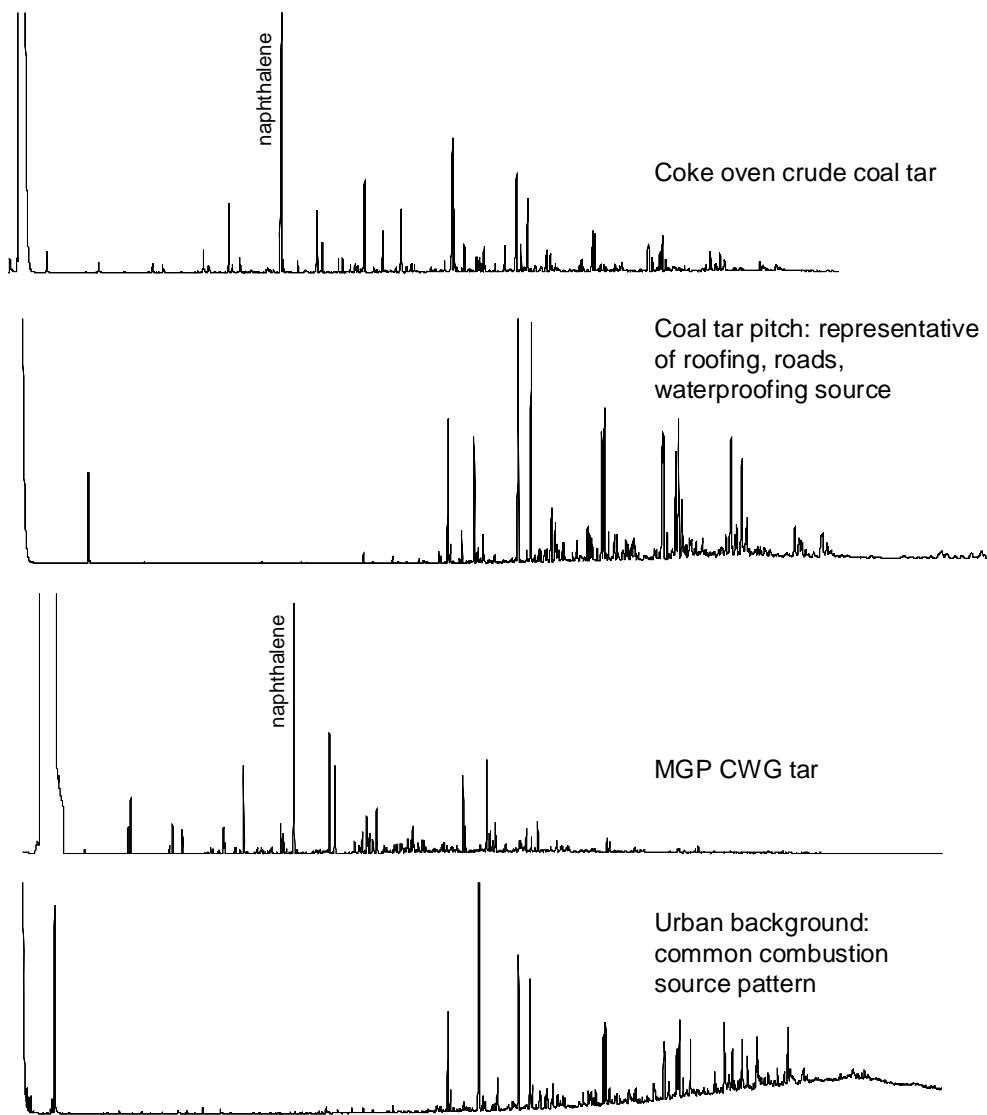 naphthalene
Coke oven crude coal tar
Coal tar pitch: representative
of roofing, roads,
waterproofing source
naphthalene
MGP CWG tar
Urban background:
common combustion
source pattern